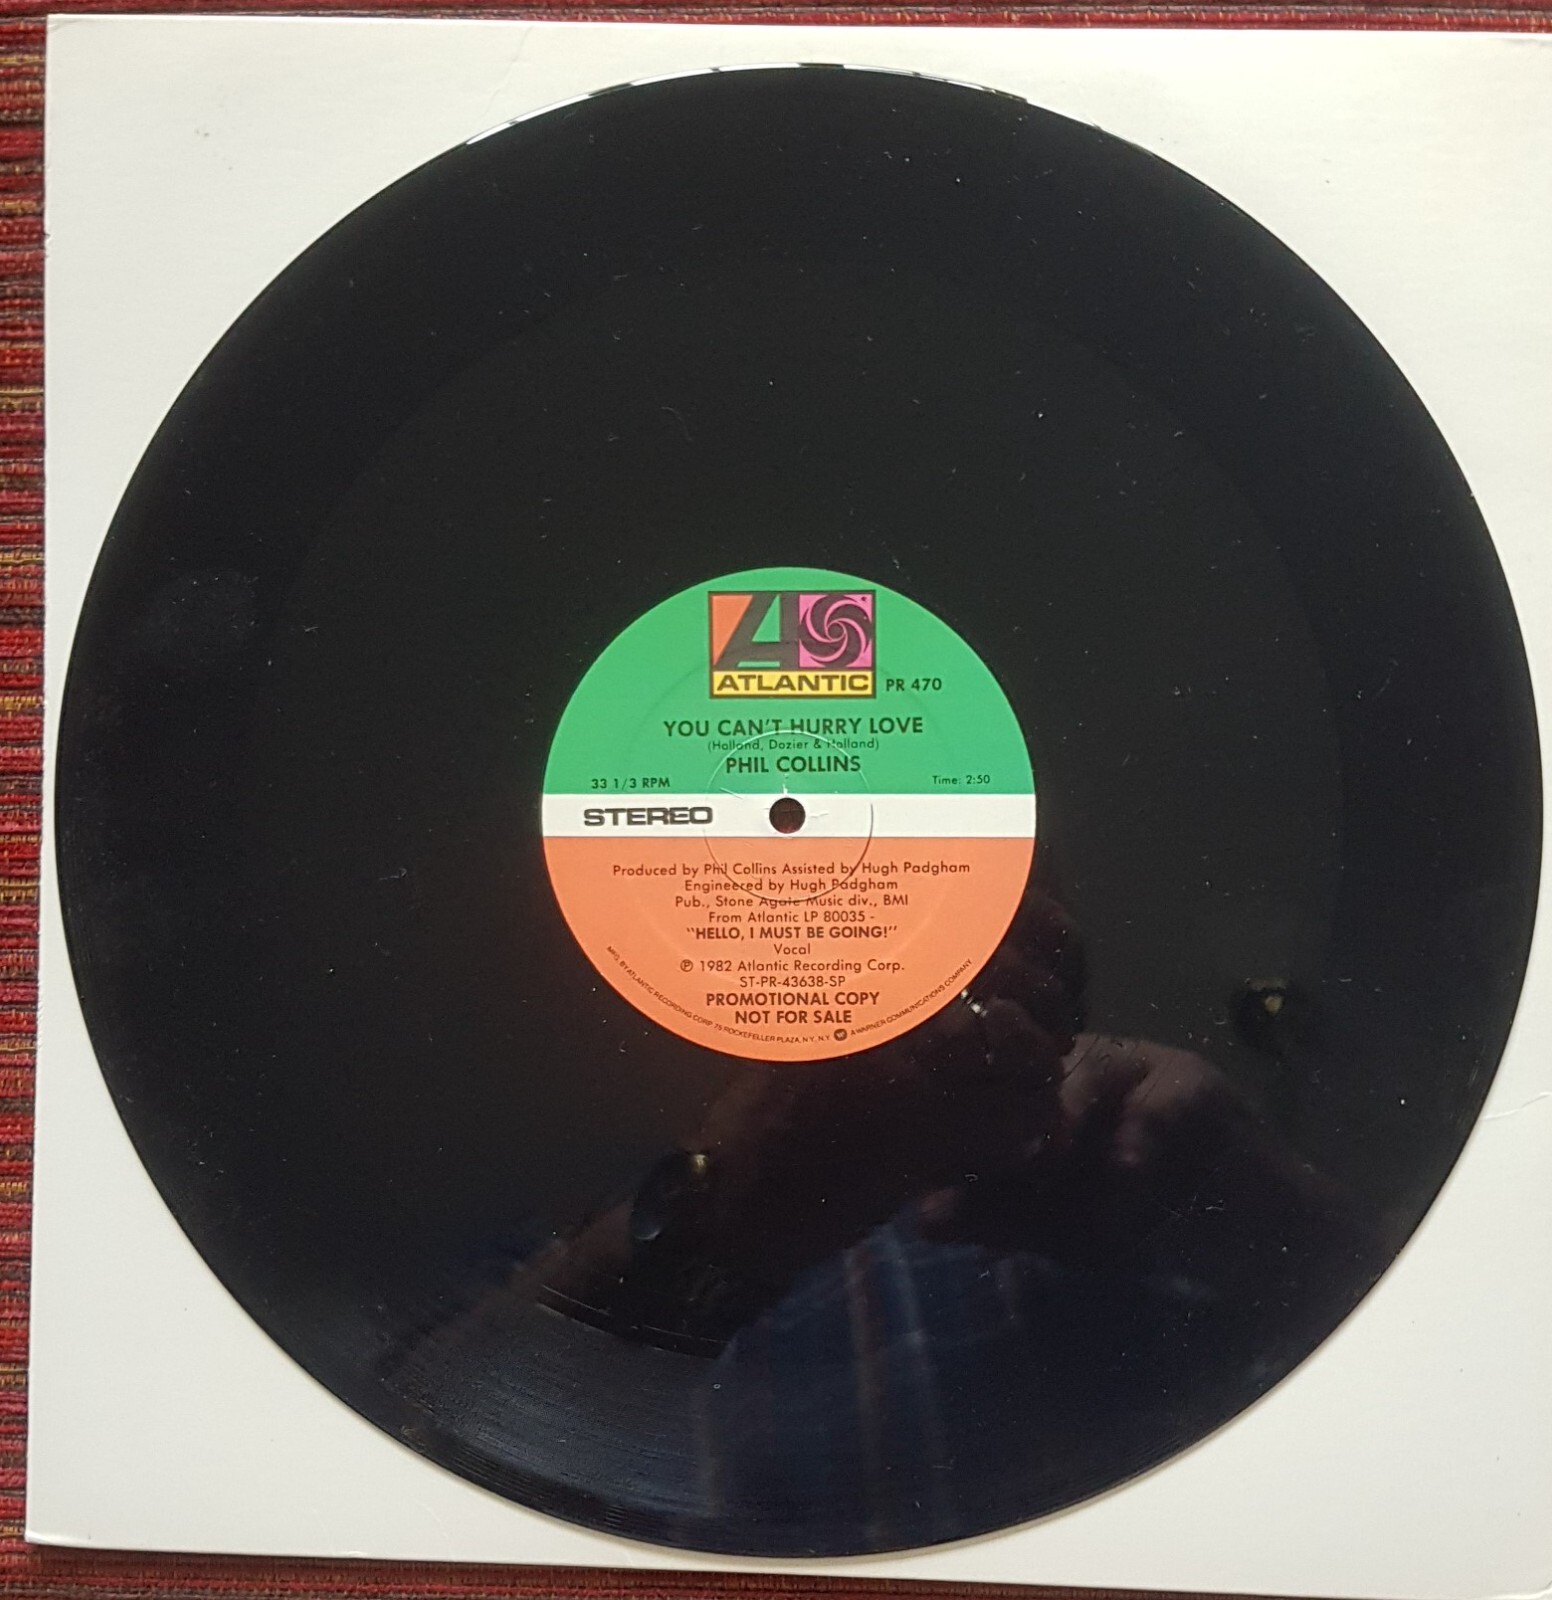 ATLANTIC
PR 470
YOU CAN'T HURRY LOVE
(Holland, Dozier & Holland)
PHIL COLLINS
33 1/3 RPM
Time: 2:50
STEREO
Produced by Phil Collins Assisted by Hugh Padgham
Engineered by Hugh Padgham
Pub., Stone Agate Music div., BMI
From Atlantic LP 80035 -
"HELLO, I MUST BE GOING!"
Vocal
℗ 1982 Atlantic Recording Corp.
ST-PR-43638-SP
PROMOTIONAL COPY
NOT FOR SALE
MFG. BY ATLANTIC RECORDING CORP. 75 ROCKEFELLER PLAZA, N.Y., N.Y. A WARNER COMMUNICATIONS COMPANY